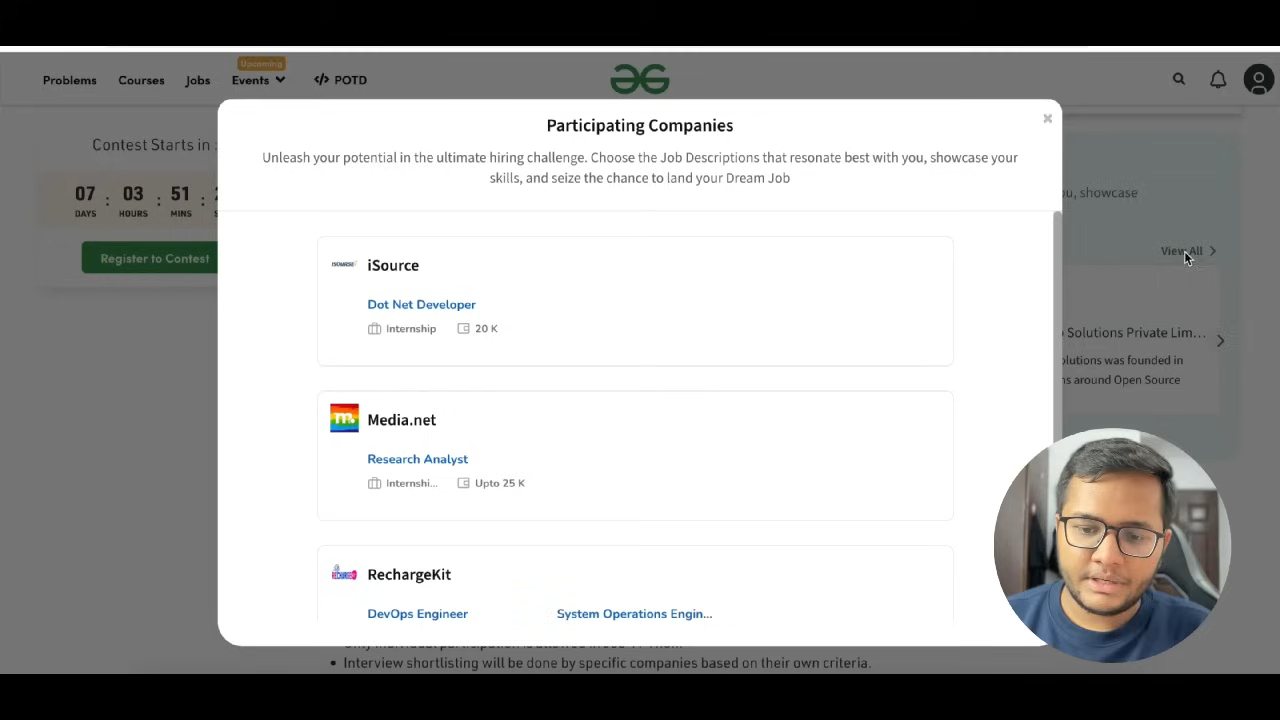 Upcoming
Problems Courses Jobs Events POTD
Participating Companies
Unleash your potential in the ultimate hiring challenge. Choose the Job Descriptions that resonate best with you, showcase your
skills, and seize the chance to land your Dream Job
Contest Starts in
07 : 03 : 51 :
DAYS HOURS MINS
Register to Contest
ou, showcase
View All
iSource
Dot Net Developer
Internship 20 K
Solutions Private Lim...
olutions was founded in
ns around Open Source
Media.net
Research Analyst
Internshi... Upto 25 K
RechargeKit
DevOps Engineer System Operations Engin...
Interview shortlisting will be done by specific companies based on their own criteria.